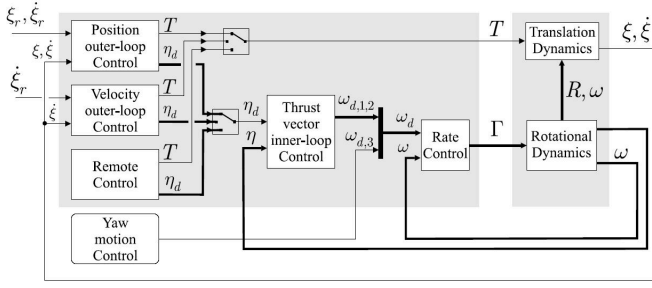 ξ_r, ξ̇_r
ξ, ξ̇
Position
outer-loop
Control
T
η_d
ξ̇_r
ξ̇
Velocity
outer-loop
Control
T
η_d
Remote
Control
T
η_d
Yaw
motion
Control
η_d
η
Thrust
vector
inner-loop
Control
ω_{d,1,2}
ω_{d,3}
ω_d
ω
Rate
Control
Γ
T
Translation
Dynamics
ξ, ξ̇
R, ω
Rotational
Dynamics
ω